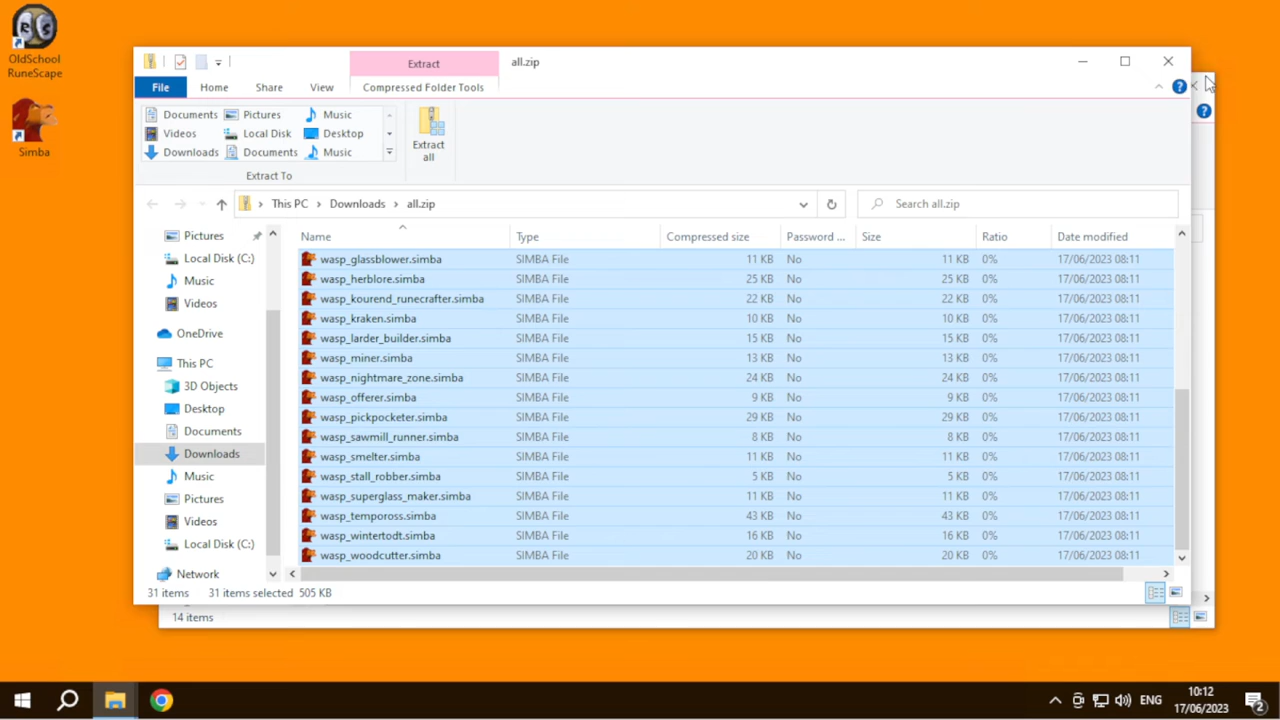 OldSchool
RuneScape
Simba
Extract
all.zip
File
Home
Share
View
Compressed Folder Tools
Documents
Pictures
Music
Videos
Local Disk
Desktop
Downloads
Documents
Music
Extract To
Extract
all
This PC
Downloads
all.zip
Search all.zip
Pictures
Local Disk (C:)
Music
Videos
OneDrive
This PC
3D Objects
Desktop
Documents
Downloads
Music
Pictures
Videos
Local Disk (C:)
Network
Name Type Compressed size Password ... Size Ratio Date modified
wasp_glassblower.simba SIMBA File 11 KB No 11 KB 0% 17/06/2023 08:11
wasp_herblore.simba SIMBA File 25 KB No 25 KB 0% 17/06/2023 08:11
wasp_kourend_runecrafter.simba SIMBA File 22 KB No 22 KB 0% 17/06/2023 08:11
wasp_kraken.simba SIMBA File 10 KB No 10 KB 0% 17/06/2023 08:11
wasp_larder_builder.simba SIMBA File 15 KB No 15 KB 0% 17/06/2023 08:11
wasp_miner.simba SIMBA File 13 KB No 13 KB 0% 17/06/2023 08:11
wasp_nightmare_zone.simba SIMBA File 24 KB No 24 KB 0% 17/06/2023 08:11
wasp_offerer.simba SIMBA File 9 KB No 9 KB 0% 17/06/2023 08:11
wasp_pickpocketer.simba SIMBA File 29 KB No 29 KB 0% 17/06/2023 08:11
wasp_sawmill_runner.simba SIMBA File 8 KB No 8 KB 0% 17/06/2023 08:11
wasp_smelter.simba SIMBA File 11 KB No 11 KB 0% 17/06/2023 08:11
wasp_stall_robber.simba SIMBA File 5 KB No 5 KB 0% 17/06/2023 08:11
wasp_superglass_maker.simba SIMBA File 11 KB No 11 KB 0% 17/06/2023 08:11
wasp_tempoross.simba SIMBA File 43 KB No 43 KB 0% 17/06/2023 08:11
wasp_wintertodt.simba SIMBA File 16 KB No 16 KB 0% 17/06/2023 08:11
wasp_woodcutter.simba SIMBA File 20 KB No 20 KB 0% 17/06/2023 08:11
31 items 31 items selected 505 KB
14 items
ENG
10:12
17/06/2023
2